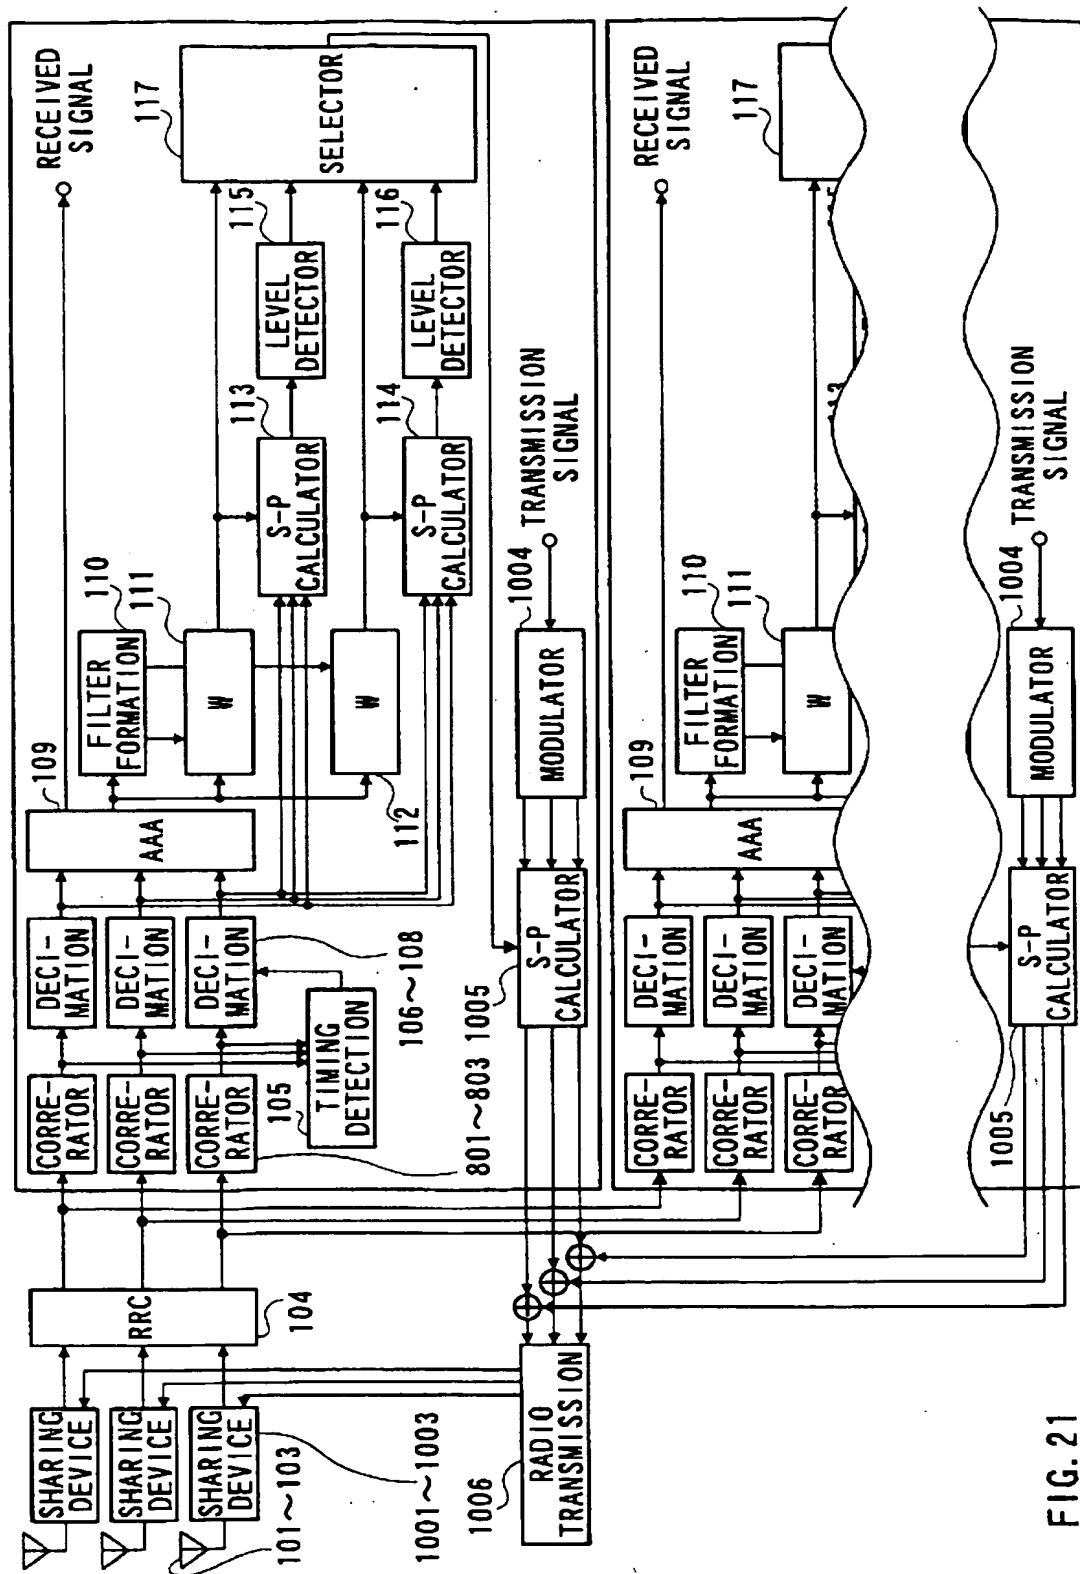 RECEIVED
SIGNAL
117
SELECTOR
115
116
LEVEL
DETECTOR
LEVEL
DETECTOR
113
114
S-P
CALCULATOR
S-P
CALCULATOR
TRANSMISSION
SIGNAL
110
111
FILTER
FORMATION
W
W
112
1004
MODULATOR
109
AAA
DECI-
MATION
DECI-
MATION
DECI-
MATION
106~108
1005
S-P
CALCULATOR
CORRE-
RATOR
CORRE-
RATOR
CORRE-
RATOR
105
TIMING
DETECTION
801~803
RRC
104
SHARING
DEVICE
SHARING
DEVICE
SHARING
DEVICE
101~103
1001~1003
1006
RADIO
TRANSMISSION
RECEIVED
SIGNAL
117
113
110
111
FILTER
FORMATION
W
TRANSMISSION
SIGNAL
1004
MODULATOR
109
AAA
DECI-
MATION
DECI-
MATION
DECI-
MATION
S-P
CALCULATOR
1005
CORRE-
RATOR
CORRE-
RATOR
CORRE-
RATOR
FIG. 21